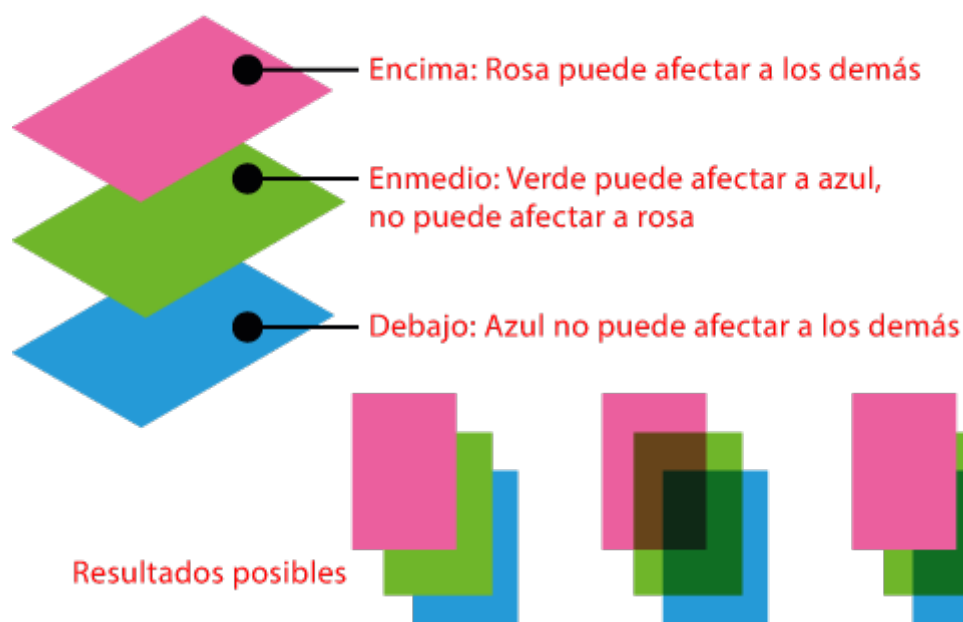 Encima: Rosa puede afectar a los demás
Enmedio: Verde puede afectar a azul,
no puede afectar a rosa
Debajo: Azul no puede afectar a los demás
Resultados posibles